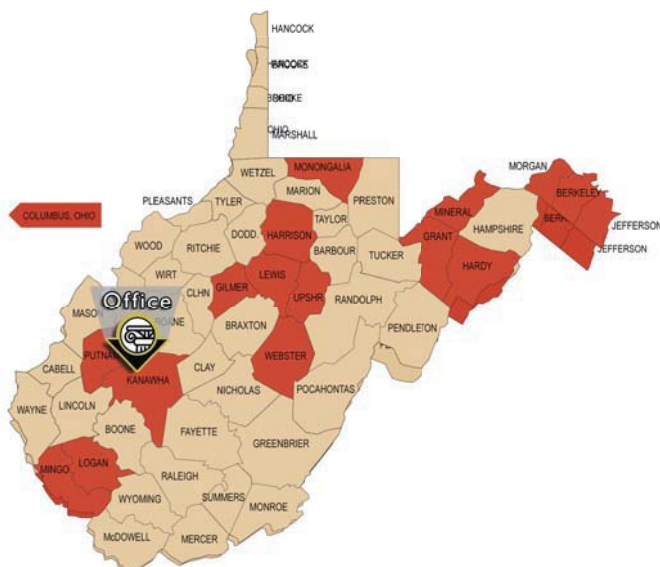 HANCOCK
MARSHALL
WETZEL
MONONGALIA
MORGAN
MARION
PRESTON
BERKELEY
PLEASANTS
TYLER
MINERAL
COLUMBUS, OHIO
TAYLOR
JEFFERSON
HARRISON
HAMPSHIRE
WOOD
RITCHIE
DODD.
BARBOUR
GRANT
JEFFERSON
TUCKER
HARDY
WIRT
LEWIS
GILMER
UPSHR
CLHN
Office
RANDOLPH
MASON
BRAXTON
PENDLETON
WEBSTER
CABELL
KANAWHA
CLAY
NICHOLAS
POCAHONTAS
WAYNE
LINCOLN
BOONE
FAYETTE
GREENBRIER
MINGO
LOGAN
RALEIGH
WYOMING
SUMMERS
MONROE
McDOWELL
MERCER